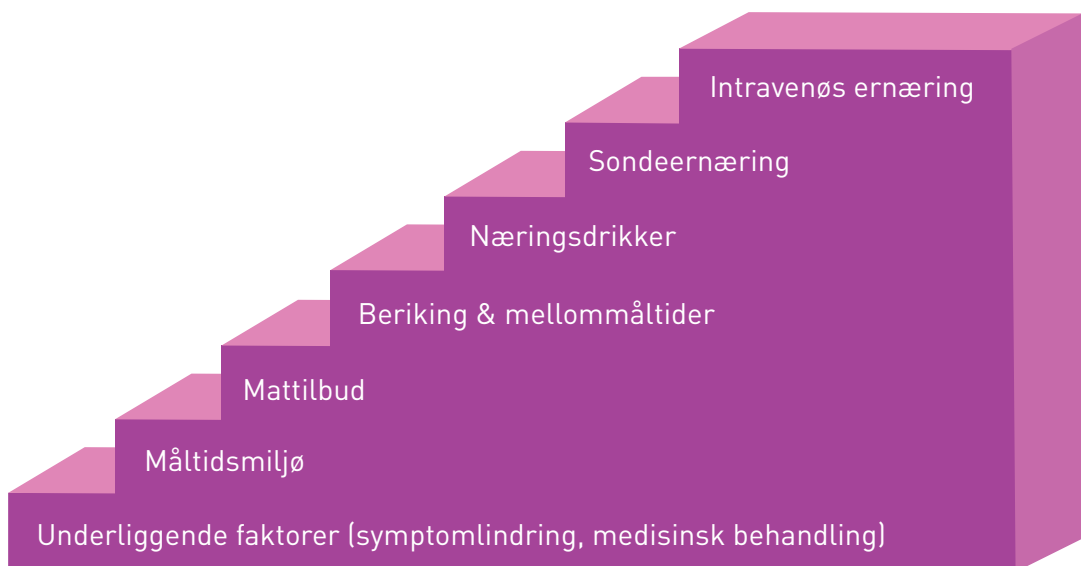 Intravenøs ernæring
Sondeernæring
Næringsdrikker
Beriking & mellommåltider
Mattilbud
Måltidsmiljø
Underliggende faktorer (symptomlindring, medisinsk behandling)